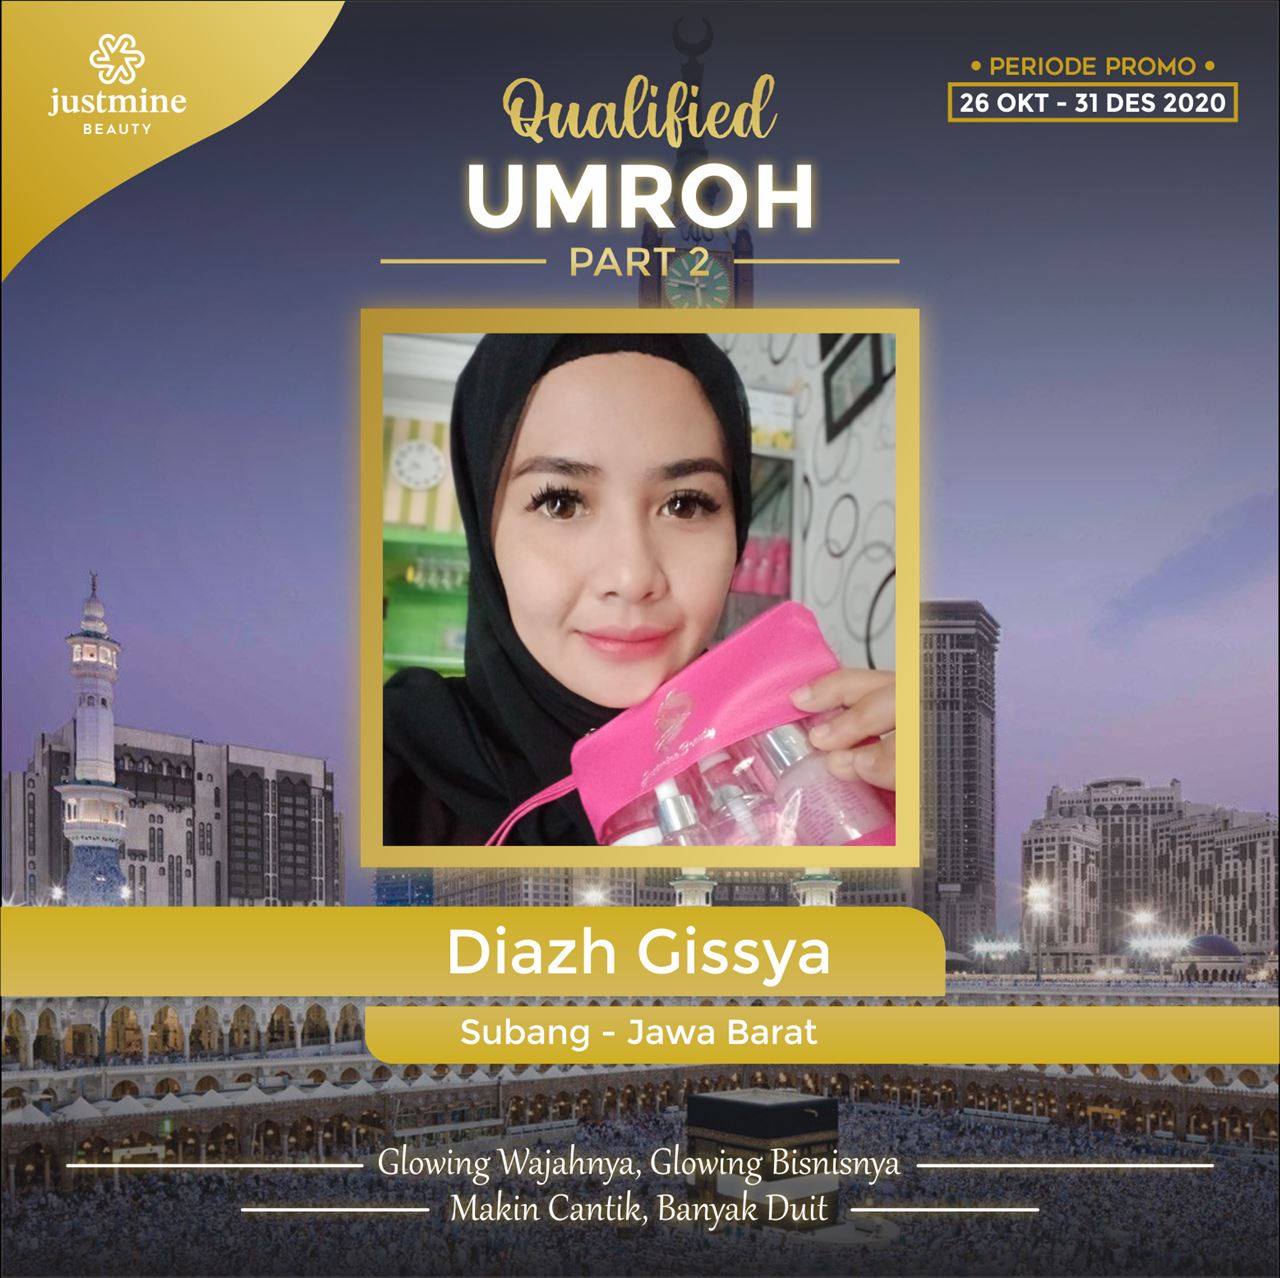 justmine
BEAUTY
• PERIODE PROMO •
26 OKT - 31 DES 2020
Qualified
UMROH
PART 2
Diazh Gissya
Subang - Jawa Barat
Glowing Wajahnya, Glowing Bisnisnya
Makin Cantik, Banyak Duit